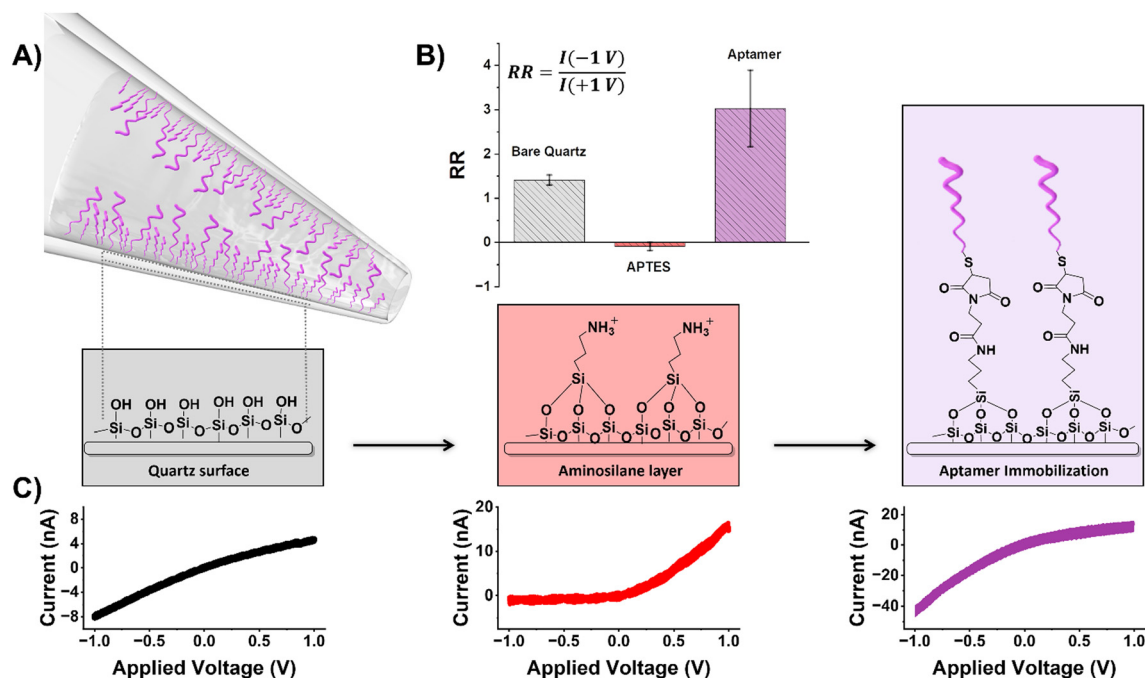 A)
B)
RR = I(−1 V) / I(+1 V)
RR
4
3
2
1
0
−1
Bare Quartz
APTES
Aptamer
OH OH OH OH OH OH
Si O Si O Si O Si O Si O Si O
Quartz surface
NH3+ NH3+
Si Si
O O O O O O
Si O Si O Si O Si O Si O Si O
Aminosilane layer
S S
O N O O N O
O NH O NH
Si Si
O O O O O O
Si O Si O Si O Si O Si O Si O
Aptamer Immobilization
C)
Current (nA)
8
4
0
−4
−8
−1.0 −0.5 0.0 0.5 1.0
Applied Voltage (V)
Current (nA)
20
10
0
−1.0 −0.5 0.0 0.5 1.0
Applied Voltage (V)
Current (nA)
20
0
−20
−40
−1.0 −0.5 0.0 0.5 1.0
Applied Voltage (V)